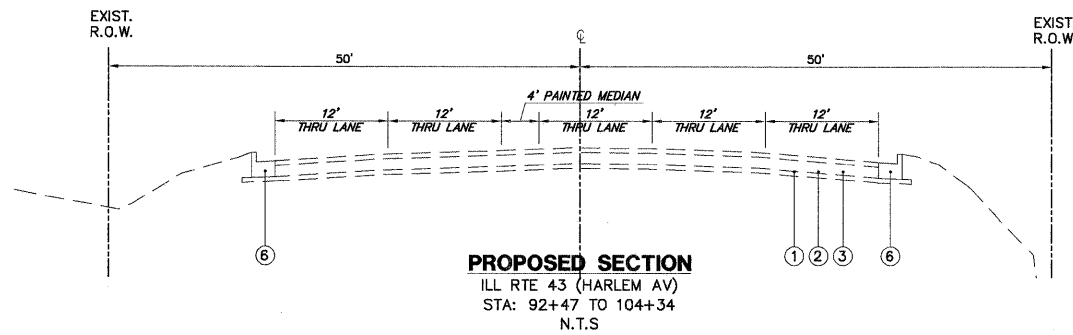 EXIST.
R.O.W.
℄
EXIST
R.O.W
50'
50'
4' PAINTED MEDIAN
12'
THRU LANE
12'
THRU LANE
12'
THRU LANE
12'
THRU LANE
12'
THRU LANE
6
1
2
3
6
PROPOSED SECTION
ILL RTE 43 (HARLEM AV)
STA: 92+47 TO 104+34
N.T.S